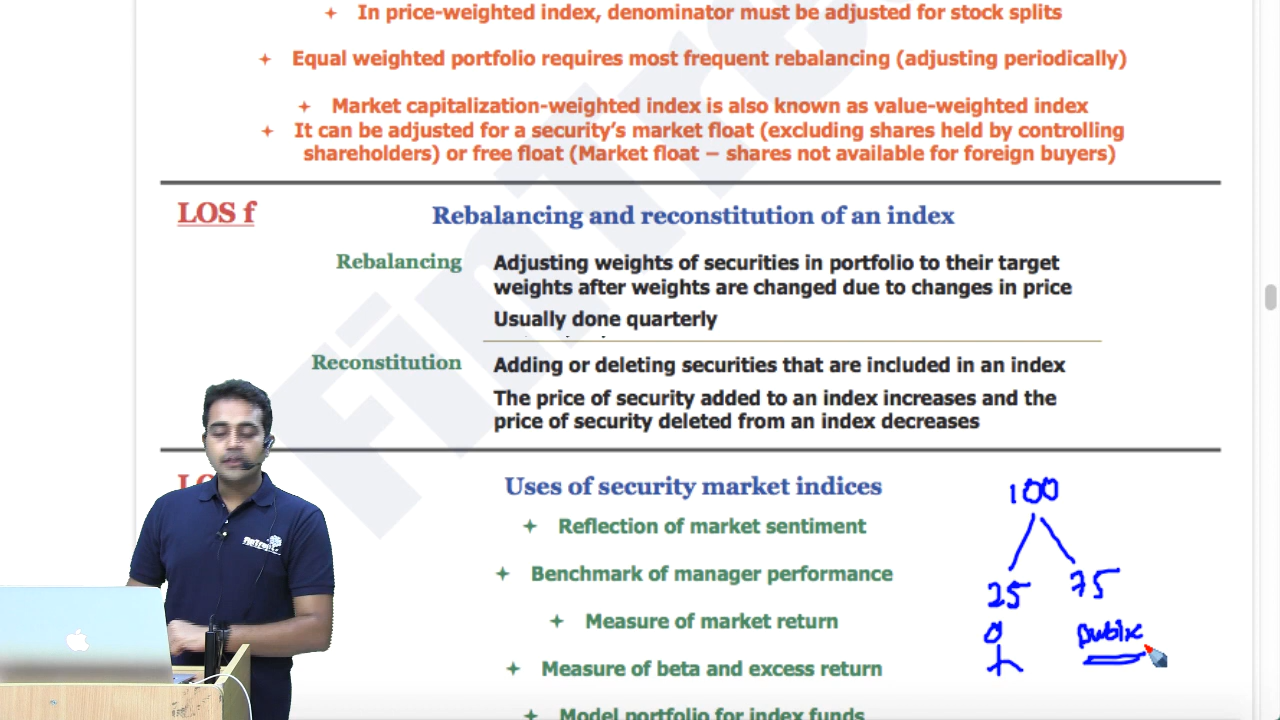 + In price-weighted index, denominator must be adjusted for stock splits
+ Equal weighted portfolio requires most frequent rebalancing (adjusting periodically)
+ Market capitalization-weighted index is also known as value-weighted index
+ It can be adjusted for a security’s market float (excluding shares held by controlling
shareholders) or free float (Market float – shares not available for foreign buyers)
LOS f
Rebalancing and reconstitution of an index
Rebalancing
Adjusting weights of securities in portfolio to their target
weights after weights are changed due to changes in price
Usually done quarterly
Reconstitution
Adding or deleting securities that are included in an index
The price of security added to an index increases and the
price of security deleted from an index decreases
Uses of security market indices
+ Reflection of market sentiment
+ Benchmark of manager performance
+ Measure of market return
+ Measure of beta and excess return
+ Model portfolio for index funds
100
25 75
public
FinTree